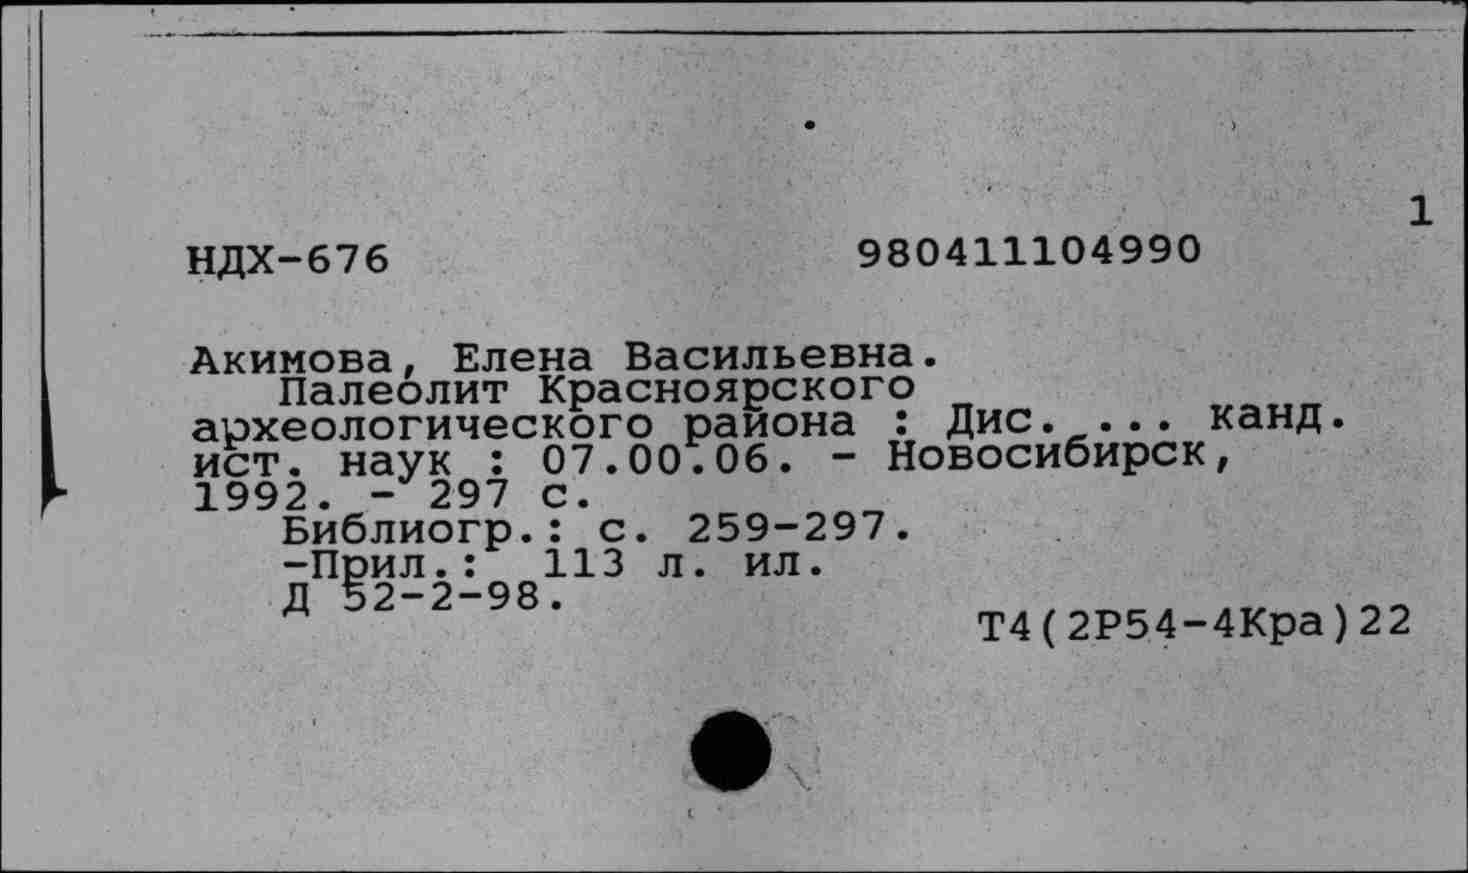 1
НДХ-676 980411104990
Акимова, Елена Васильевна.
Палеолит Красноярского
археологического района : Дис. ... канд.
ист. наук : 07.00.06. - Новосибирск,
1992. - 297 с.
Библиогр.: с. 259-297.
-Прил.: 113 л. ил.
Д 52-2-98.
Т4(2Р54-4Кра)22